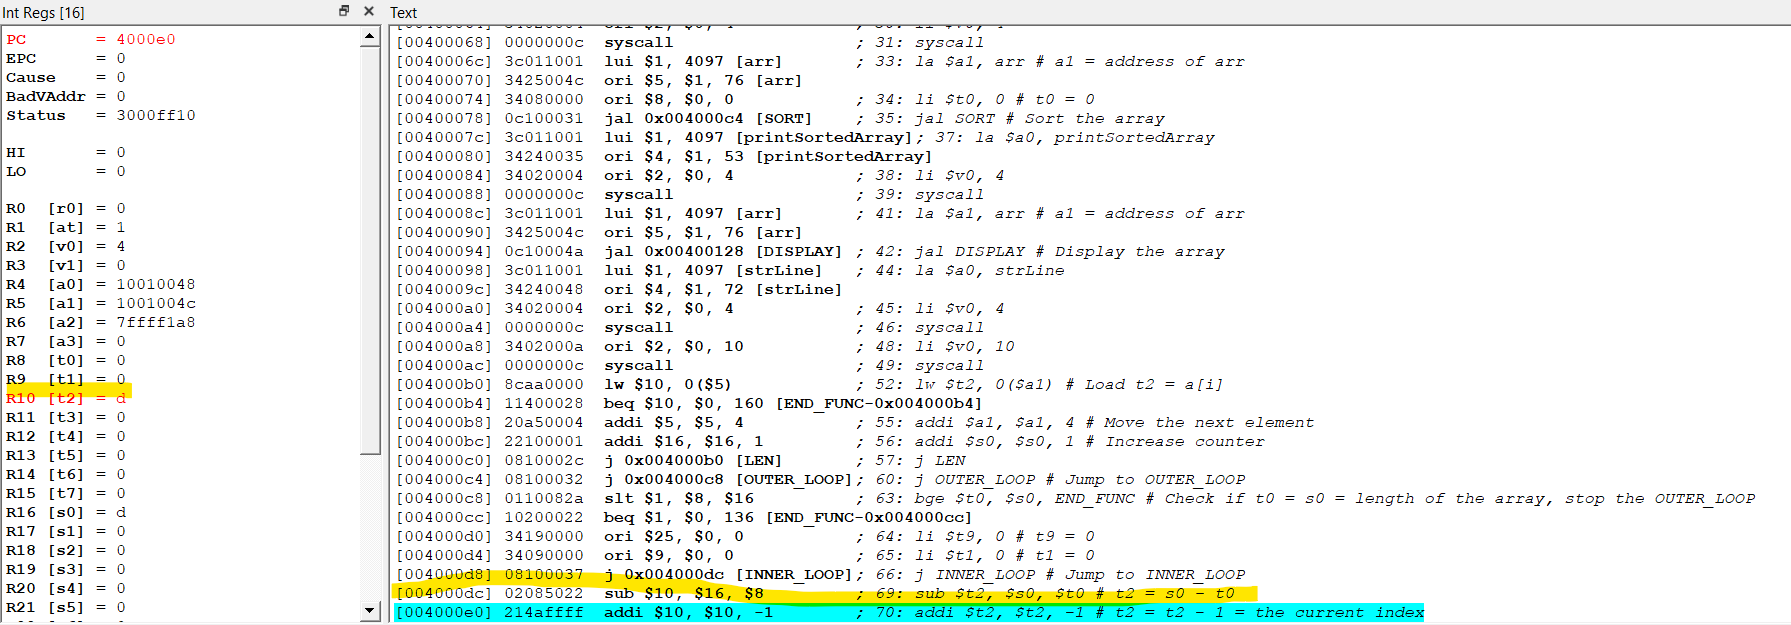 Int Regs [16]
PC = 4000e0
EPC = 0
Cause = 0
BadVAddr = 0
Status = 3000ff10
HI = 0
LO = 0
R0 [r0] = 0
R1 [at] = 1
R2 [v0] = 4
R3 [v1] = 0
R4 [a0] = 10010048
R5 [a1] = 1001004c
R6 [a2] = 7ffff1a8
R7 [a3] = 0
R8 [t0] = 0
R9 [t1] = 0
R10 [t2] = d
R11 [t3] = 0
R12 [t4] = 0
R13 [t5] = 0
R14 [t6] = 0
R15 [t7] = 0
R16 [s0] = d
R17 [s1] = 0
R18 [s2] = 0
R19 [s3] = 0
R20 [s4] = 0
R21 [s5] = 0
Text
[00400068] 0000000c syscall ; 31: syscall
[0040006c] 3c011001 lui $1, 4097 [arr] ; 33: la $a1, arr # a1 = address of arr
[00400070] 3425004c ori $5, $1, 76 [arr]
[00400074] 34080000 ori $8, $0, 0 ; 34: li $t0, 0 # t0 = 0
[00400078] 0c100031 jal 0x004000c4 [SORT] ; 35: jal SORT # Sort the array
[0040007c] 3c011001 lui $1, 4097 [printSortedArray]; 37: la $a0, printSortedArray
[00400080] 34240035 ori $4, $1, 53 [printSortedArray]
[00400084] 34020004 ori $2, $0, 4 ; 38: li $v0, 4
[00400088] 0000000c syscall ; 39: syscall
[0040008c] 3c011001 lui $1, 4097 [arr] ; 41: la $a1, arr # a1 = address of arr
[00400090] 3425004c ori $5, $1, 76 [arr]
[00400094] 0c10004a jal 0x00400128 [DISPLAY] ; 42: jal DISPLAY # Display the array
[00400098] 3c011001 lui $1, 4097 [strLine] ; 44: la $a0, strLine
[0040009c] 34240048 ori $4, $1, 72 [strLine]
[004000a0] 34020004 ori $2, $0, 4 ; 45: li $v0, 4
[004000a4] 0000000c syscall ; 46: syscall
[004000a8] 3402000a ori $2, $0, 10 ; 48: li $v0, 10
[004000ac] 0000000c syscall ; 49: syscall
[004000b0] 8caa0000 lw $10, 0($5) ; 52: lw $t2, 0($a1) # Load t2 = a[i]
[004000b4] 11400028 beq $10, $0, 160 [END_FUNC-0x004000b4]
[004000b8] 20a50004 addi $5, $5, 4 ; 55: addi $a1, $a1, 4 # Move the next element
[004000bc] 22100001 addi $16, $16, 1 ; 56: addi $s0, $s0, 1 # Increase counter
[004000c0] 0810002c j 0x004000b0 [LEN] ; 57: j LEN
[004000c4] 08100032 j 0x004000c8 [OUTER_LOOP]; 60: j OUTER_LOOP # Jump to OUTER_LOOP
[004000c8] 0110082a slt $1, $8, $16 ; 63: bge $t0, $s0, END_FUNC # Check if t0 = s0 = length of the array, stop the OUTER_LOOP
[004000cc] 10200022 beq $1, $0, 136 [END_FUNC-0x004000cc]
[004000d0] 34190000 ori $25, $0, 0 ; 64: li $t9, 0 # t9 = 0
[004000d4] 34090000 ori $9, $0, 0 ; 65: li $t1, 0 # t1 = 0
[004000d8] 08100037 j 0x004000dc [INNER_LOOP]; 66: j INNER_LOOP # Jump to INNER_LOOP
[004000dc] 02085022 sub $10, $16, $8 ; 69: sub $t2, $s0, $t0 # t2 = s0 - t0
[004000e0] 214affff addi $10, $10, -1 ; 70: addi $t2, $t2, -1 # t2 = t2 - 1 = the current index